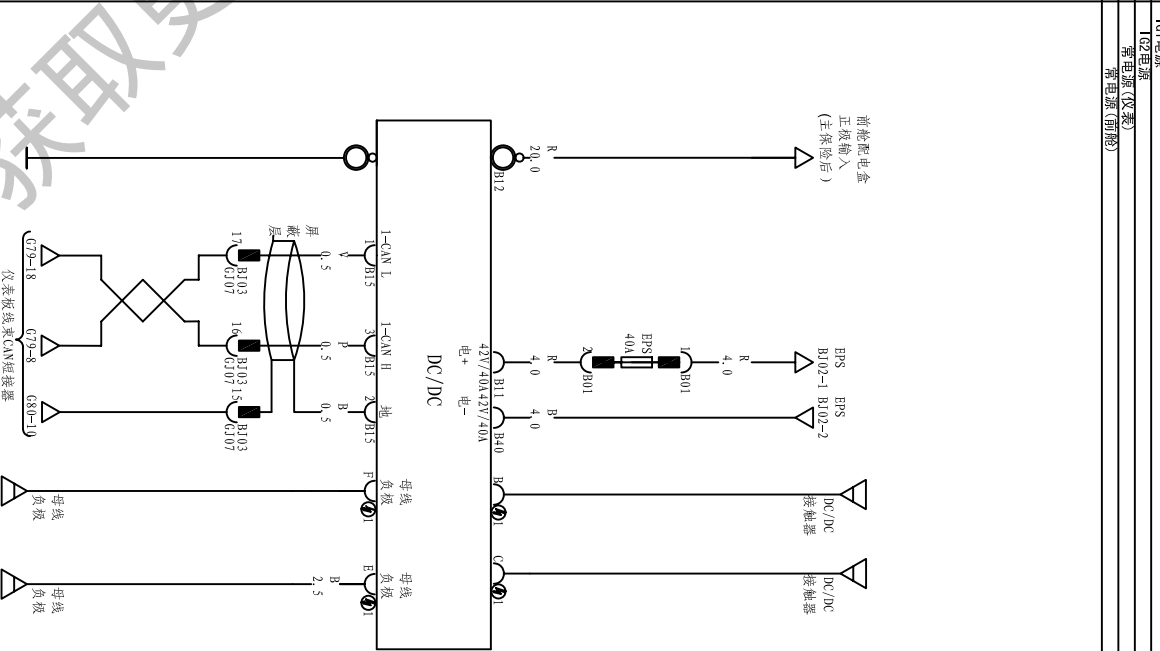 IG2电源
常电源(仪表)
常电源(前舱)
前舱配电盒
正极输入
(主保险后)
R
20.0
B12
EPS
BJ02-1
EPS
BJ02-2
R
4.0
1
B01
EPS
40A
2
B01
R
4.0
B
4.0
B11
B40
42V/40A
电+
42V/40A
电-
DC/DC
接触器
DC/DC
接触器
B
1
C
1
DC/DC
1-CAN L
1
B15
1-CAN H
3
B15
地
2
B15
母线
负极
F
1
母线
负极
E
1
屏
蔽
层
V
0.5
P
0.5
B
0.5
B
2.5
17
BJ03
GJ07
16
BJ03
GJ07
15
BJ03
GJ07
G79-18
G79-8
G80-10
仪表板线束CAN短接器
母线
负极
母线
负极
获取